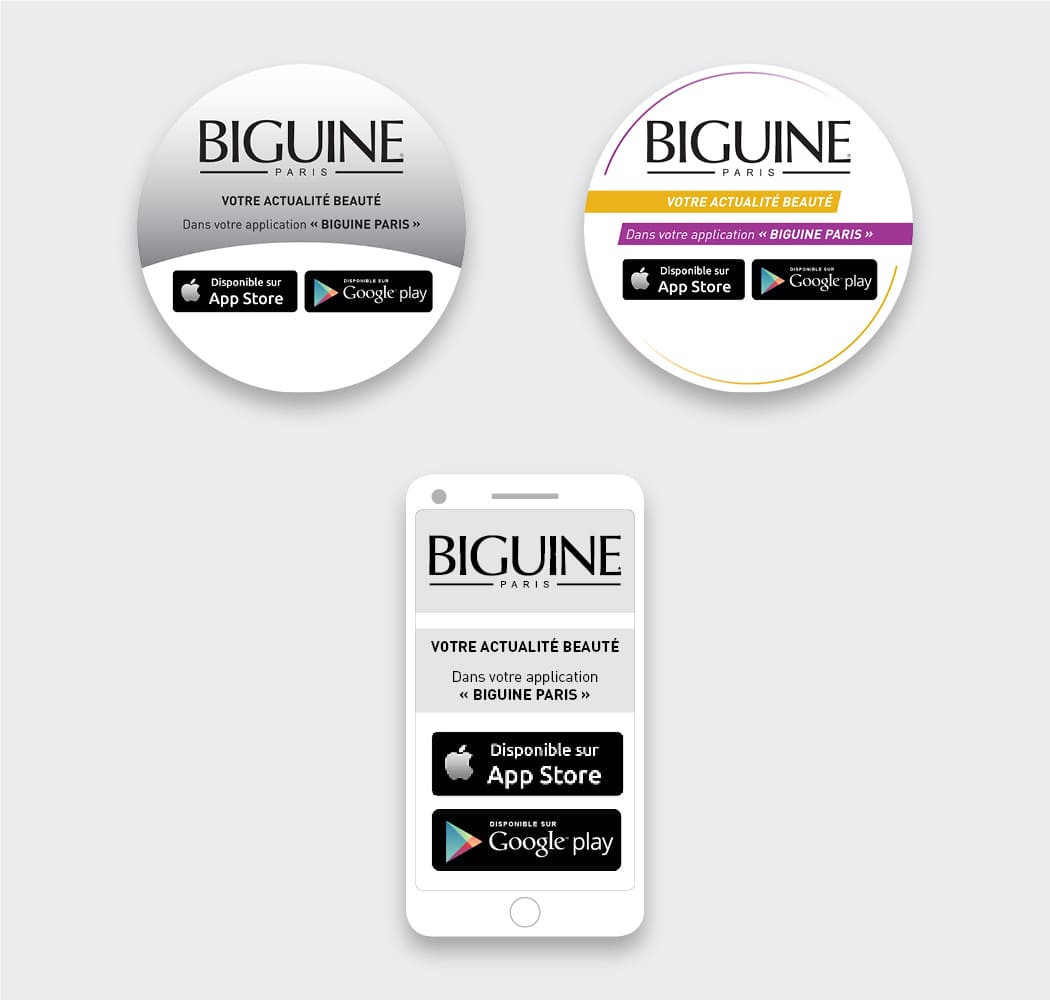 BIGUINE
PARIS
VOTRE ACTUALITÉ BEAUTÉ
Dans votre application « BIGUINE PARIS »
Disponible sur
App Store
DISPONIBLE SUR
Google play
BIGUINE
PARIS
VOTRE ACTUALITÉ BEAUTÉ
Dans votre application « BIGUINE PARIS »
Disponible sur
App Store
DISPONIBLE SUR
Google play
BIGUINE
PARIS
VOTRE ACTUALITÉ BEAUTÉ
Dans votre application
« BIGUINE PARIS »
Disponible sur
App Store
DISPONIBLE SUR
Google play